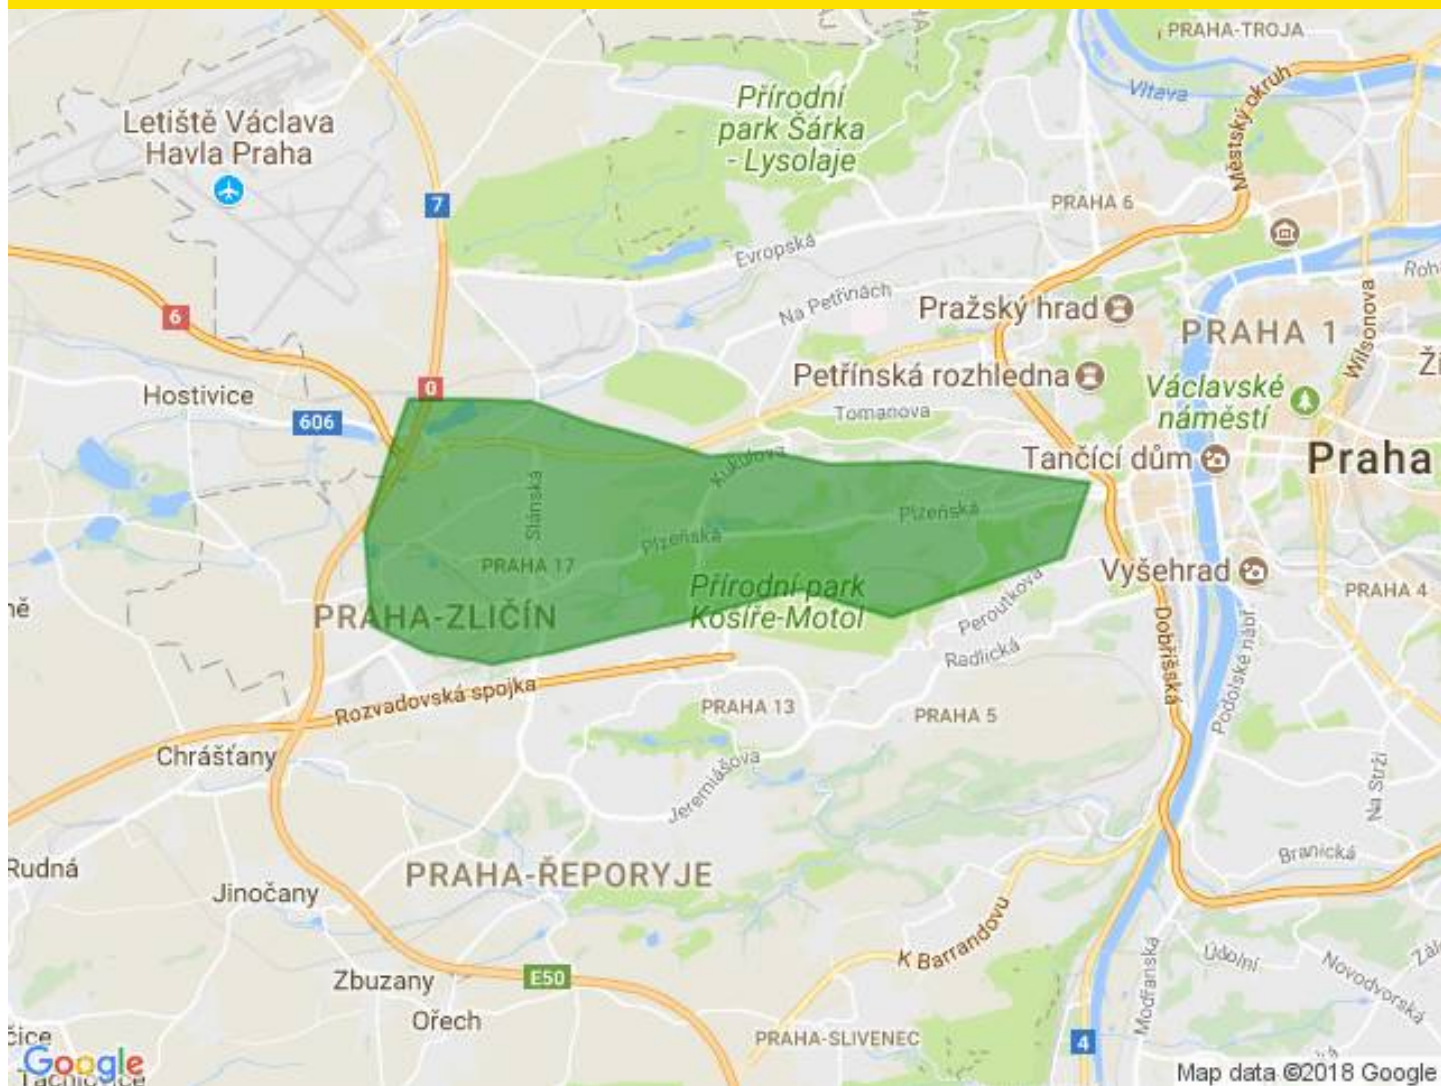 PRAHA-TROJA
Vltava
Městský okruh
Přírodní
park Šárka
- Lysolaje
Letiště Václava
Havla Praha
7
PRAHA 6
Evropská
Na Petřinách
Wilsonova
6
Pražský hrad
PRAHA 1
0
Hostivice
Petřínská rozhledna
Václavské
náměstí
606
Tomanova
Tančící dům
Praha
Kukulova
Slánská
Plzeňská
Plzeňská
PRAHA 17
Vyšehrad
Přírodní park
Košíře-Motol
PRAHA 4
PRAHA-ZLIČÍN
Peroutkova
Radlická
Dobříšská
Podolské nábř.
Rozvadovská spojka
PRAHA 13
PRAHA 5
Chrášťany
Jeremiášova
Na Strži
Rudná
PRAHA-ŘEPORYJE
Branická
Jinočany
K Barrandovu
Údolní
Novodvorská
Modřanská
Zbuzany
E50
Ořech
PRAHA-SLIVENEC
4
Google
Map data ©2018 Google